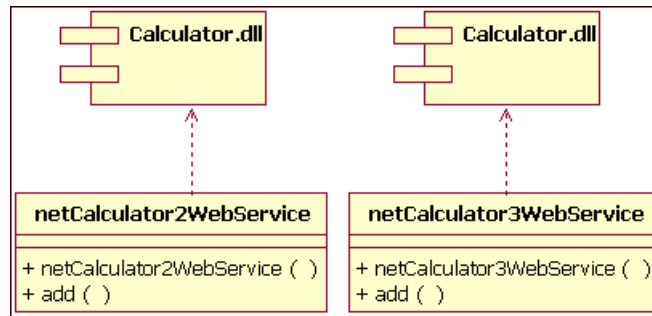 Calculator.dll
Calculator.dll
netCalculator2WebService
netCalculator3WebService
+ netCalculator2WebService ( )
+ add ( )
+ netCalculator3WebService ( )
+ add ( )